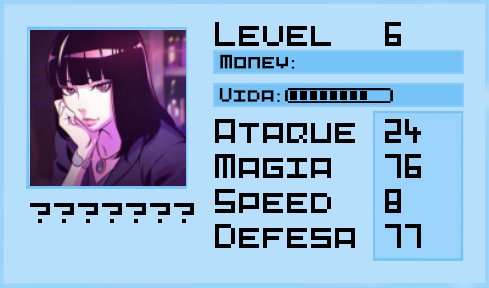 Level 6
Money:
Vida:
Ataque 24
Magia 76
Speed 8
Defesa 77
???????